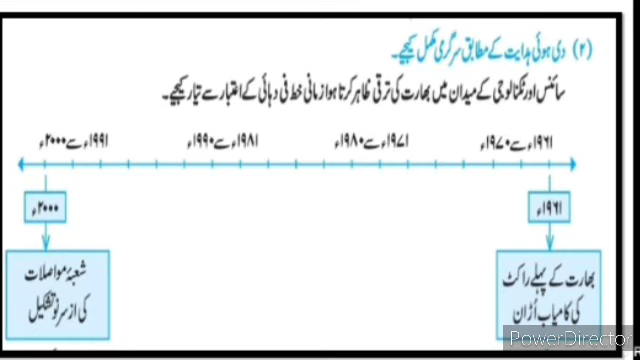 (۲) دی ہوئی ہدایت کے مطابق سرگرمی مکمل کیجیے۔
سائنس اور ٹکنالوجی کے میدان میں بھارت کی ترقی ظاہر کرتا ہوا زمانی خط فی دہائی کے اعتبار سے تیار کیجیے۔
۱۹۶۱ء سے ۱۹۷۰ء ۱۹۷۱ء سے ۱۹۸۰ء ۱۹۸۱ء سے ۱۹۹۰ء ۱۹۹۱ء سے ۲۰۰۰ء
۱۹۶۱ء ۲۰۰۰ء
بھارت کے پہلے راکٹ
کی کامیاب اُڑان
شعبۂ مواصلات
کی از سرِ نو تشکیل
PowerDirector